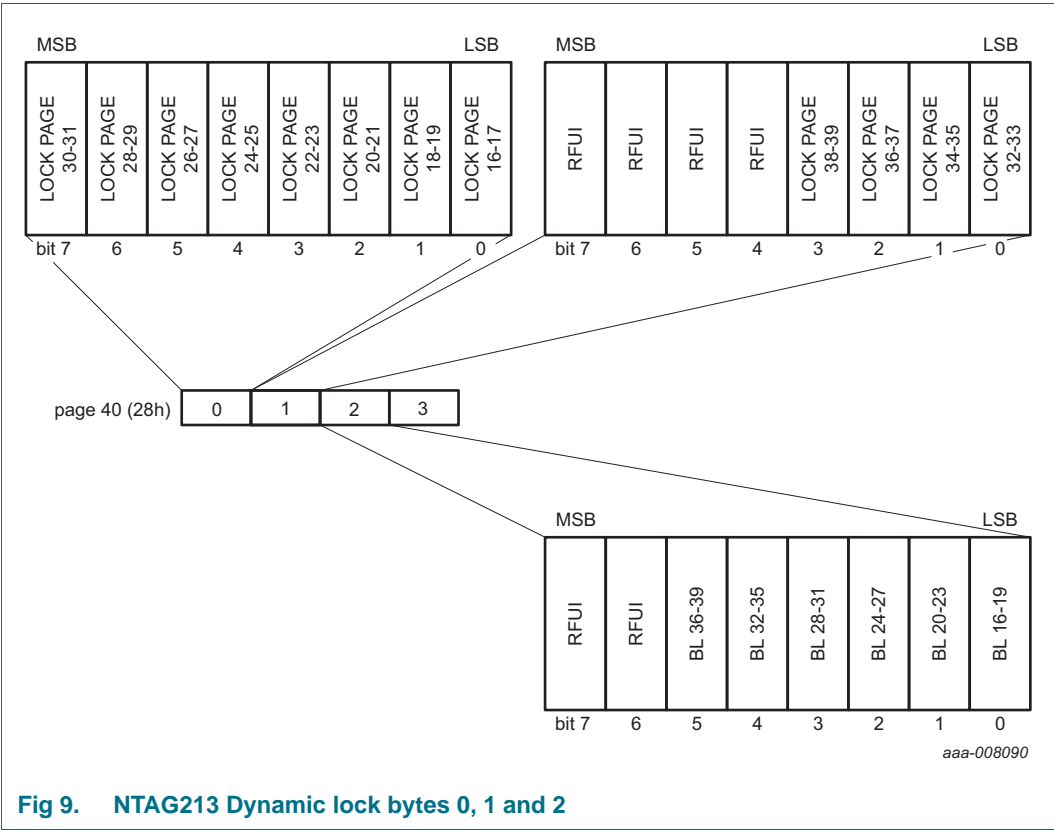 MSB LSB
LOCK PAGE 30-31
LOCK PAGE 28-29
LOCK PAGE 26-27
LOCK PAGE 24-25
LOCK PAGE 22-23
LOCK PAGE 20-21
LOCK PAGE 18-19
LOCK PAGE 16-17
bit 7 6 5 4 3 2 1 0
MSB LSB
RFUI
RFUI
RFUI
RFUI
LOCK PAGE 38-39
LOCK PAGE 36-37
LOCK PAGE 34-35
LOCK PAGE 32-33
bit 7 6 5 4 3 2 1 0
page 40 (28h) 0 1 2 3
MSB LSB
RFUI
RFUI
BL 36-39
BL 32-35
BL 28-31
BL 24-27
BL 20-23
BL 16-19
bit 7 6 5 4 3 2 1 0
aaa-008090
Fig 9. NTAG213 Dynamic lock bytes 0, 1 and 2